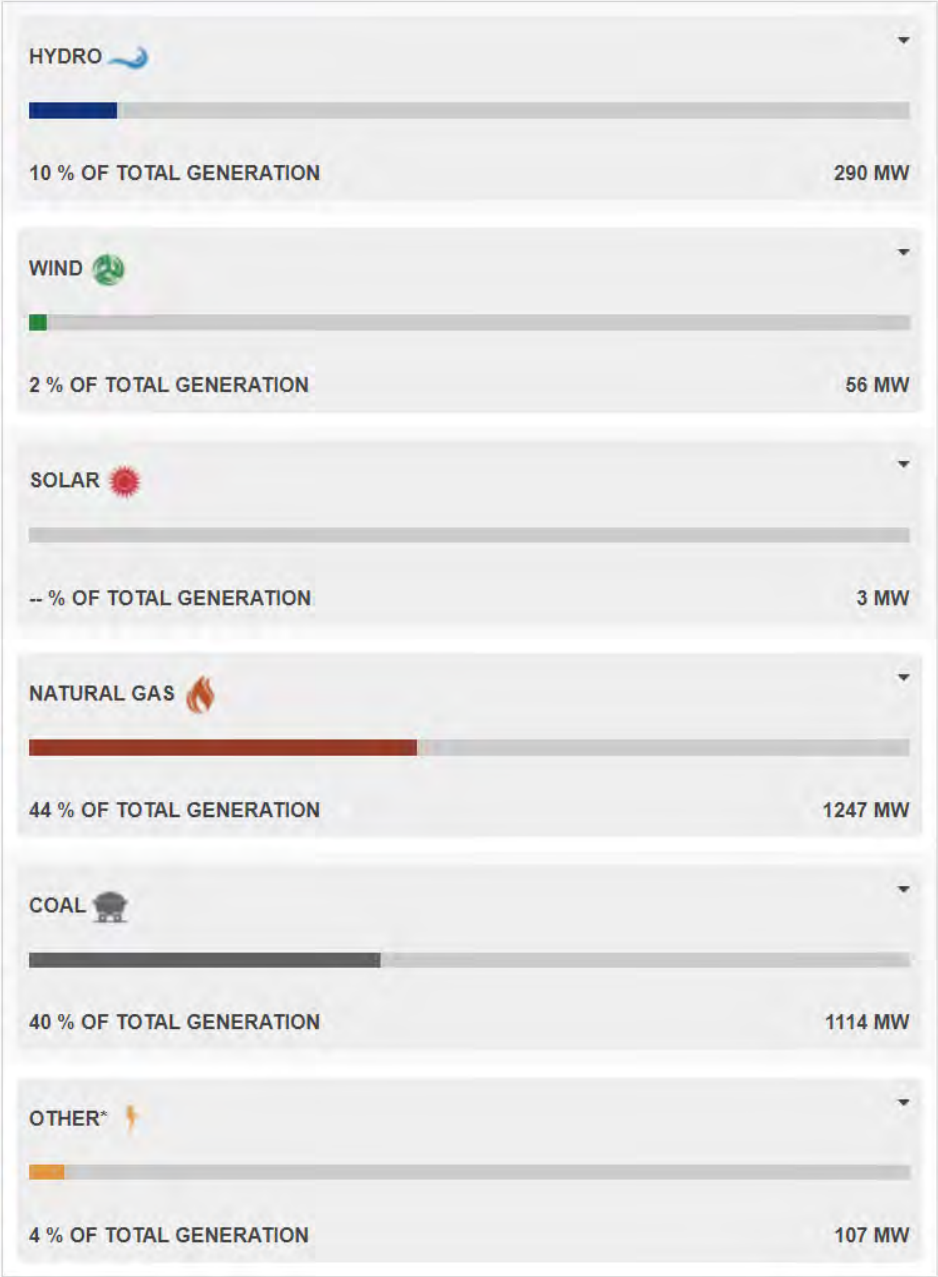 HYDRO
10 % OF TOTAL GENERATION 290 MW
WIND
2 % OF TOTAL GENERATION 56 MW
SOLAR
-- % OF TOTAL GENERATION 3 MW
NATURAL GAS
44 % OF TOTAL GENERATION 1247 MW
COAL
40 % OF TOTAL GENERATION 1114 MW
OTHER*
4 % OF TOTAL GENERATION 107 MW